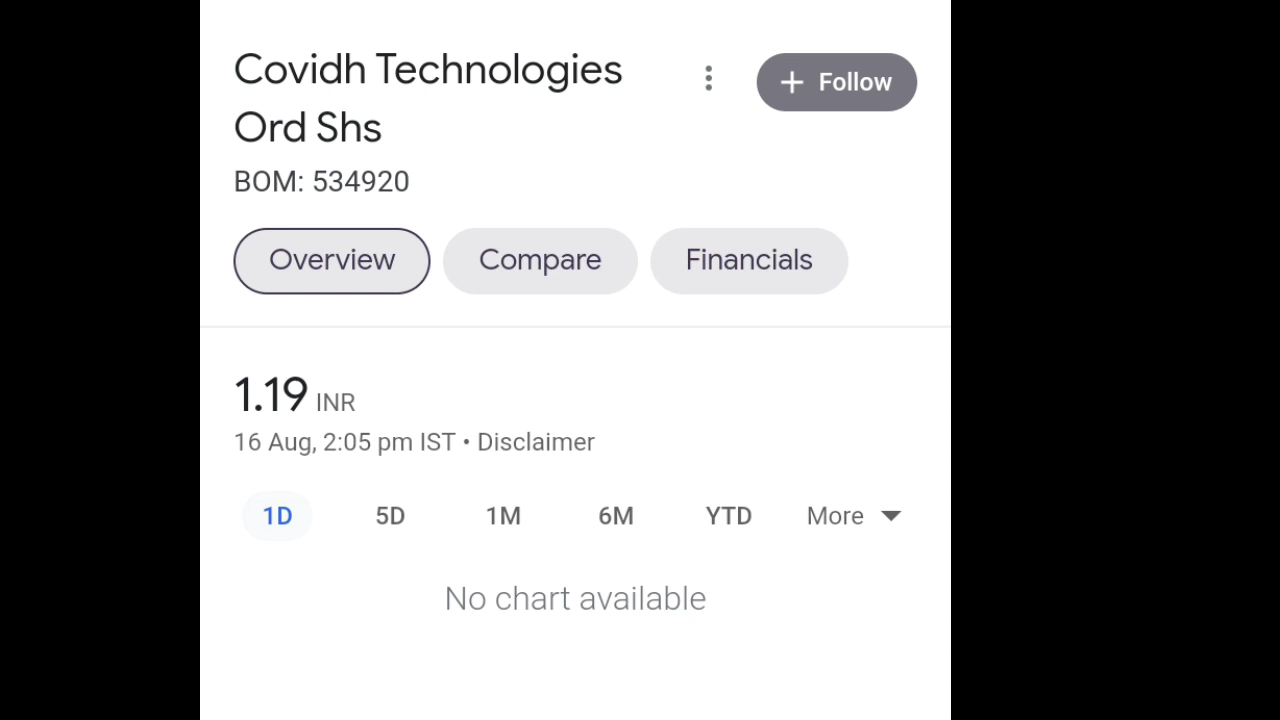 Covidh Technologies
Ord Shs
+ Follow
BOM: 534920
Overview Compare Financials
1.19 INR
16 Aug, 2:05 pm IST • Disclaimer
1D 5D 1M 6M YTD More
No chart available